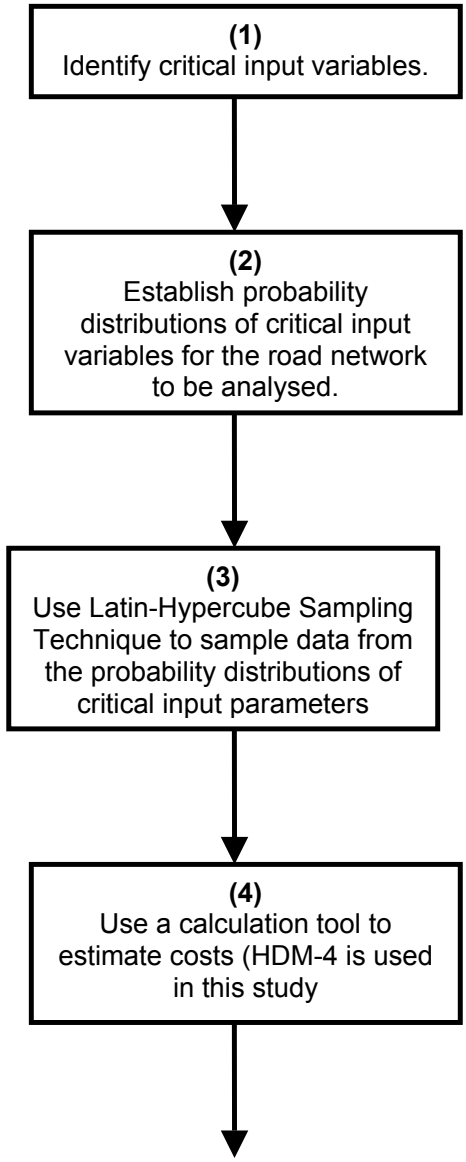 (1)
Identify critical input variables.
(2)
Establish probability
distributions of critical input
variables for the road network
to be analysed.
(3)
Use Latin-Hypercube Sampling
Technique to sample data from
the probability distributions of
critical input parameters
(4)
Use a calculation tool to
estimate costs (HDM-4 is used
in this study